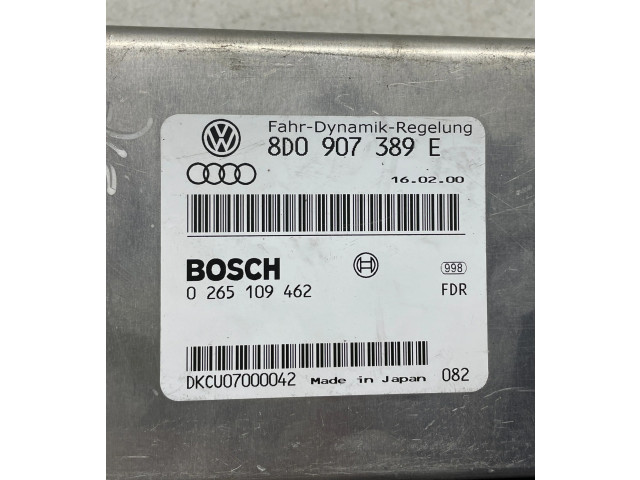 Fahr-Dynamik-Regelung
8D0 907 389 E
16.02.00
BOSCH
998
0 265 109 462 FDR
DKCU07000042 Made in Japan 082